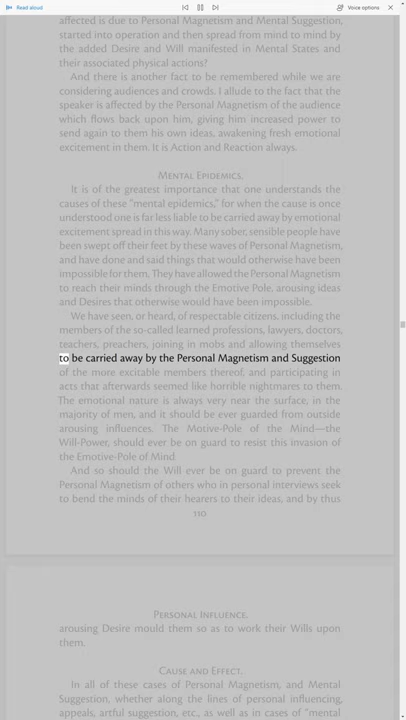 Read aloud
Voice options
affected is due to Personal Magnetism and Mental Suggestion,
started into operation and then spread from mind to mind by
the added Desire and Will manifested in Mental States and
their associated physical actions?
And there is another fact to be remembered while we are
considering audiences and crowds. I allude to the fact that the
speaker is affected by the Personal Magnetism of the audience
which flows back upon him, giving him increased power to
send again to them his own ideas, awakening fresh emotional
excitement in them. It is Action and Reaction always.
Mental Epidemics.
It is of the greatest importance that one understands the
causes of these “mental epidemics,” for when the cause is once
understood one is far less liable to be carried away by emotional
excitement spread in this way. Many sober, sensible people have
been swept off their feet by these waves of Personal Magnetism,
and have done and said things that would otherwise have been
impossible for them. They have allowed the Personal Magnetism
to reach their minds through the Emotive Pole, arousing ideas
and Desires that otherwise would have been impossible.
We have seen, or heard, of respectable citizens, including the
members of the so-called learned professions, lawyers, doctors,
teachers, preachers, joining in mobs and allowing themselves
to be carried away by the Personal Magnetism and Suggestion
of the more excitable members thereof, and participating in
acts that afterwards seemed like horrible nightmares to them.
The emotional nature is always very near the surface, in the
majority of men, and it should be ever guarded from outside
arousing influences. The Motive-Pole of the Mind—the
Will-Power, should ever be on guard to resist this invasion of
the Emotive-Pole of Mind
And so should the Will ever be on guard to prevent the
Personal Magnetism of others who in personal interviews seek
to bend the minds of their hearers to their ideas, and by thus
110
Personal Influence.
arousing Desire mould them so as to work their Wills upon
them.
Cause and Effect.
In all of these cases of Personal Magnetism, and Mental
Suggestion, whether along the lines of personal influencing,
appeals, artful suggestion, etc., as well as in cases of “mental